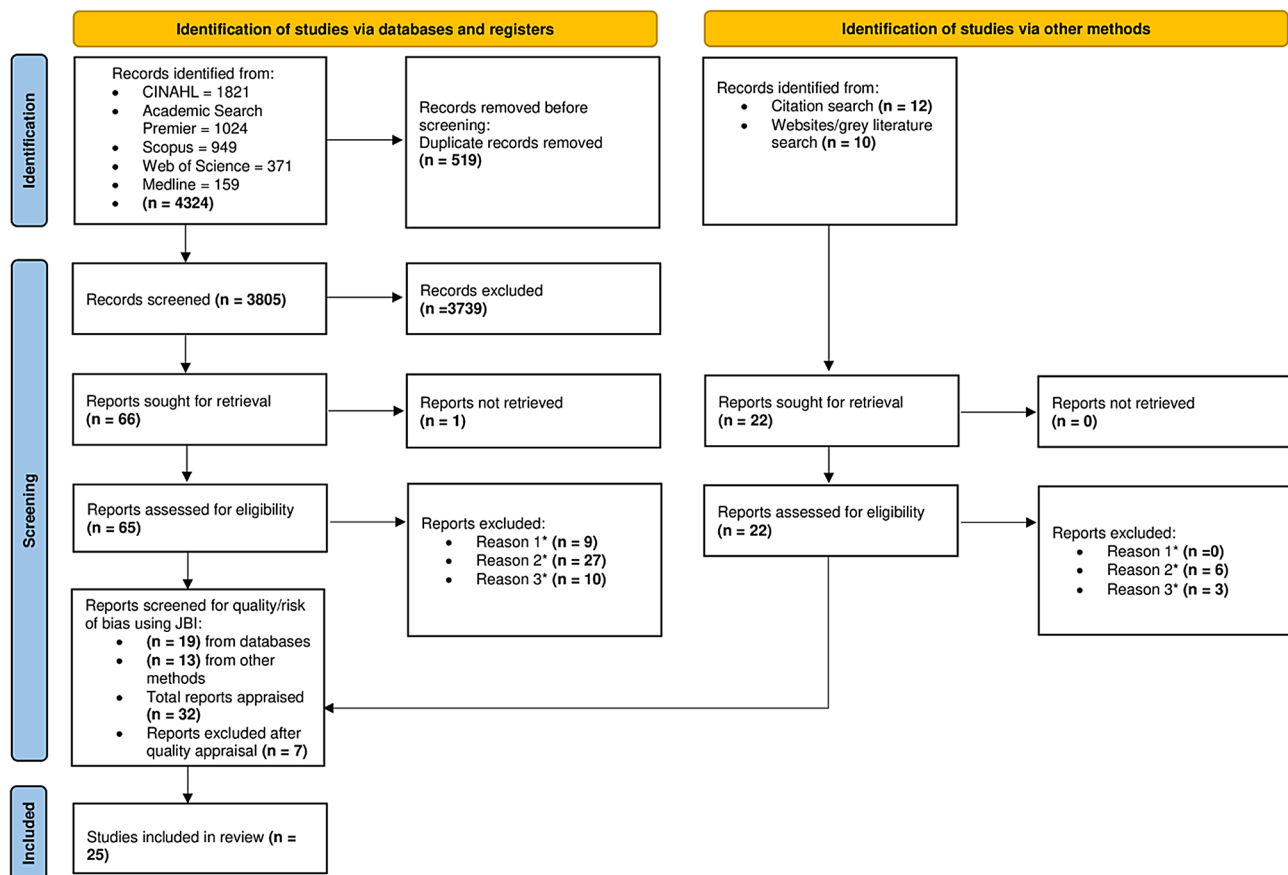 Identification of studies via databases and registers
Identification of studies via other methods
Identification
Records identified from:
• CINAHL = 1821
• Academic Search
Premier = 1024
• Scopus = 949
• Web of Science = 371
• Medline = 159
• (n = 4324)
Records removed before
screening:
Duplicate records removed
(n = 519)
Records identified from:
• Citation search (n = 12)
• Websites/grey literature
search (n = 10)
Screening
Records screened (n = 3805)
Records excluded
(n =3739)
Reports sought for retrieval
(n = 66)
Reports not retrieved
(n = 1)
Reports sought for retrieval
(n = 22)
Reports not retrieved
(n = 0)
Reports assessed for eligibility
(n = 65)
Reports excluded:
• Reason 1* (n = 9)
• Reason 2* (n = 27)
• Reason 3* (n = 10)
Reports assessed for eligibility
(n = 22)
Reports excluded:
• Reason 1* (n =0)
• Reason 2* (n = 6)
• Reason 3* (n = 3)
Reports screened for quality/risk
of bias using JBI:
• (n = 19) from databases
• (n = 13) from other
methods
• Total reports appraised
(n = 32)
• Reports excluded after
quality appraisal (n = 7)
Included
Studies included in review (n =
25)